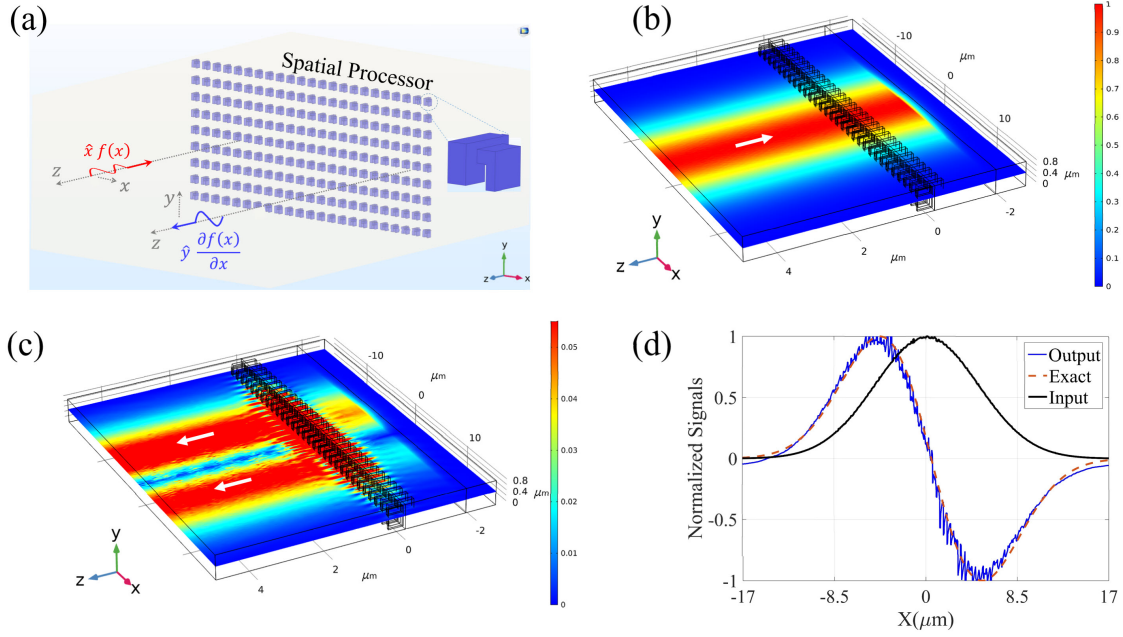 (a)
Spatial Processor
x̂ f(x)
z
x
y
z
ŷ ∂f(x)/∂x
y
z
x
(b)
-10
0
10
μm
0.8
0.4
0
μm
-2
0
2
4
μm
y
z
x
1
0.9
0.8
0.7
0.6
0.5
0.4
0.3
0.2
0.1
0
(c)
-10
0
10
μm
0.8
0.4
0
μm
-2
0
2
4
μm
y
z
x
0.05
0.04
0.03
0.02
0.01
0
(d)
Normalized Signals
1
0.5
0
-0.5
-1
-17
-8.5
0
8.5
17
X(μm)
Output
Exact
Input